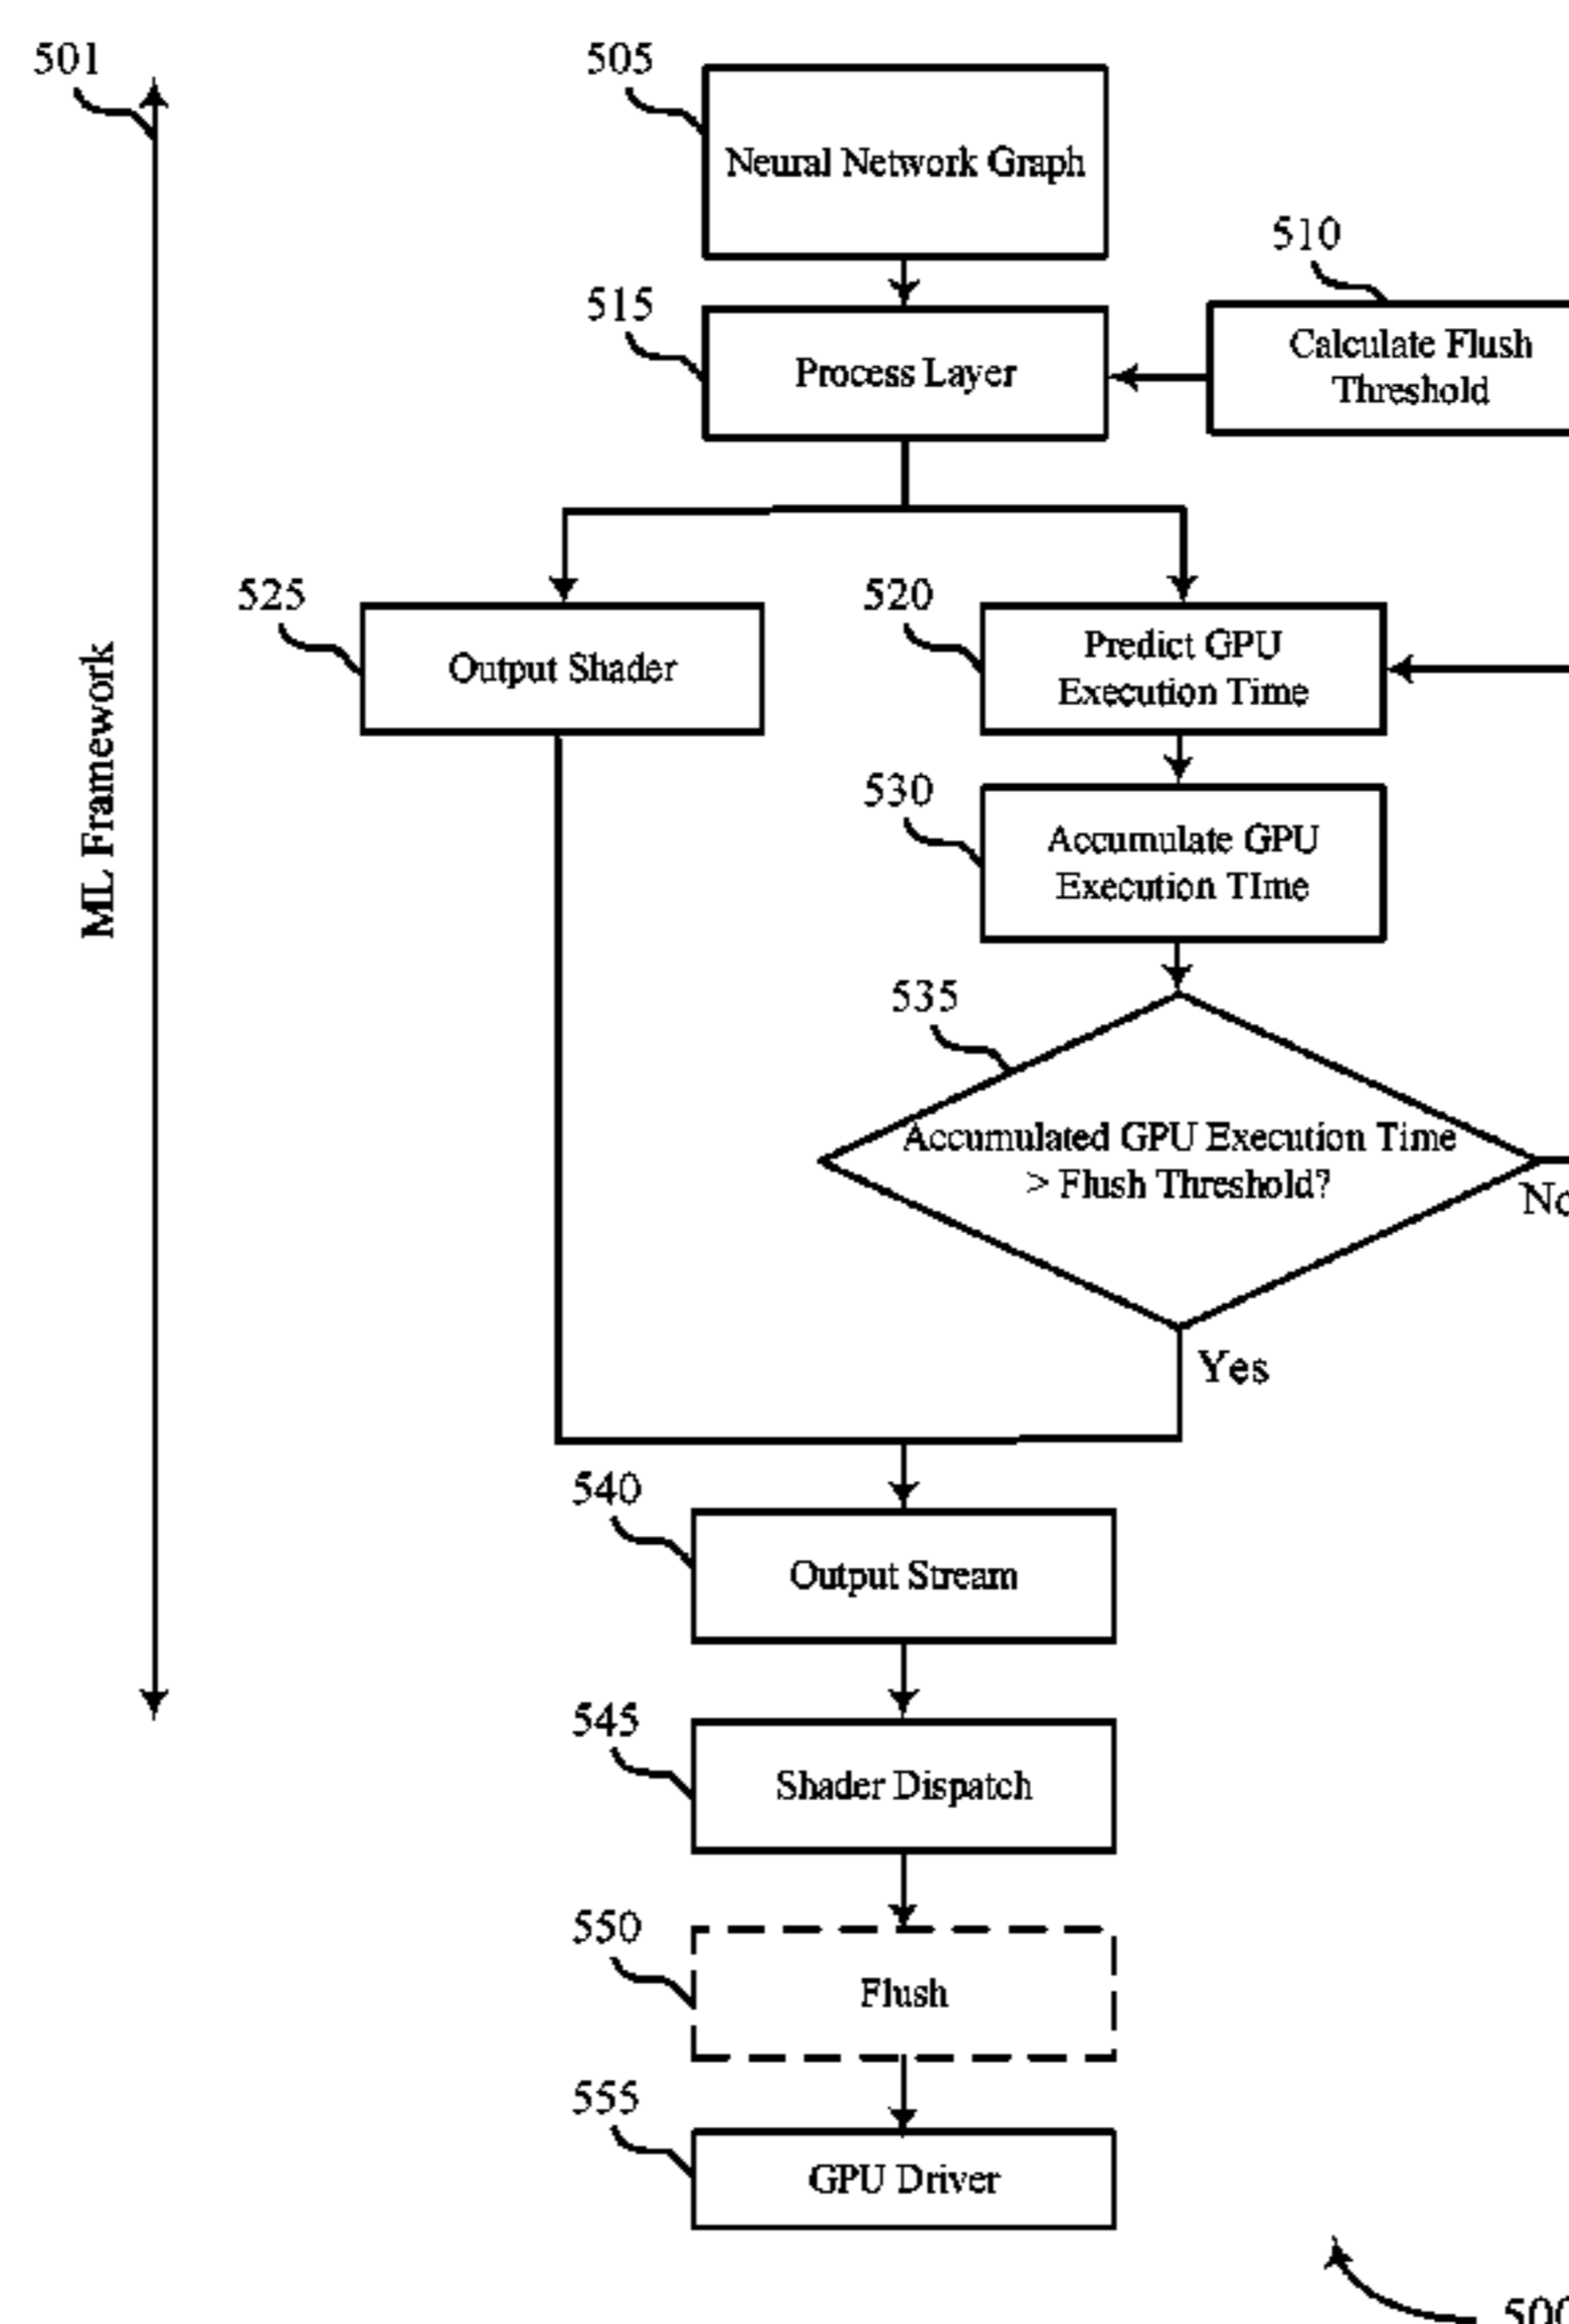 501
505
Neural Network Graph
510
Calculate Flush
Threshold
515
Process Layer
525
Output Shader
520
Predict GPU
Execution Time
ML Framework
530
Accumulate GPU
Execution TIme
535
Accumulated GPU Execution Time
> Flush Threshold?
No
Yes
540
Output Stream
545
Shader Dispatch
550
Flush
555
GPU Driver
500